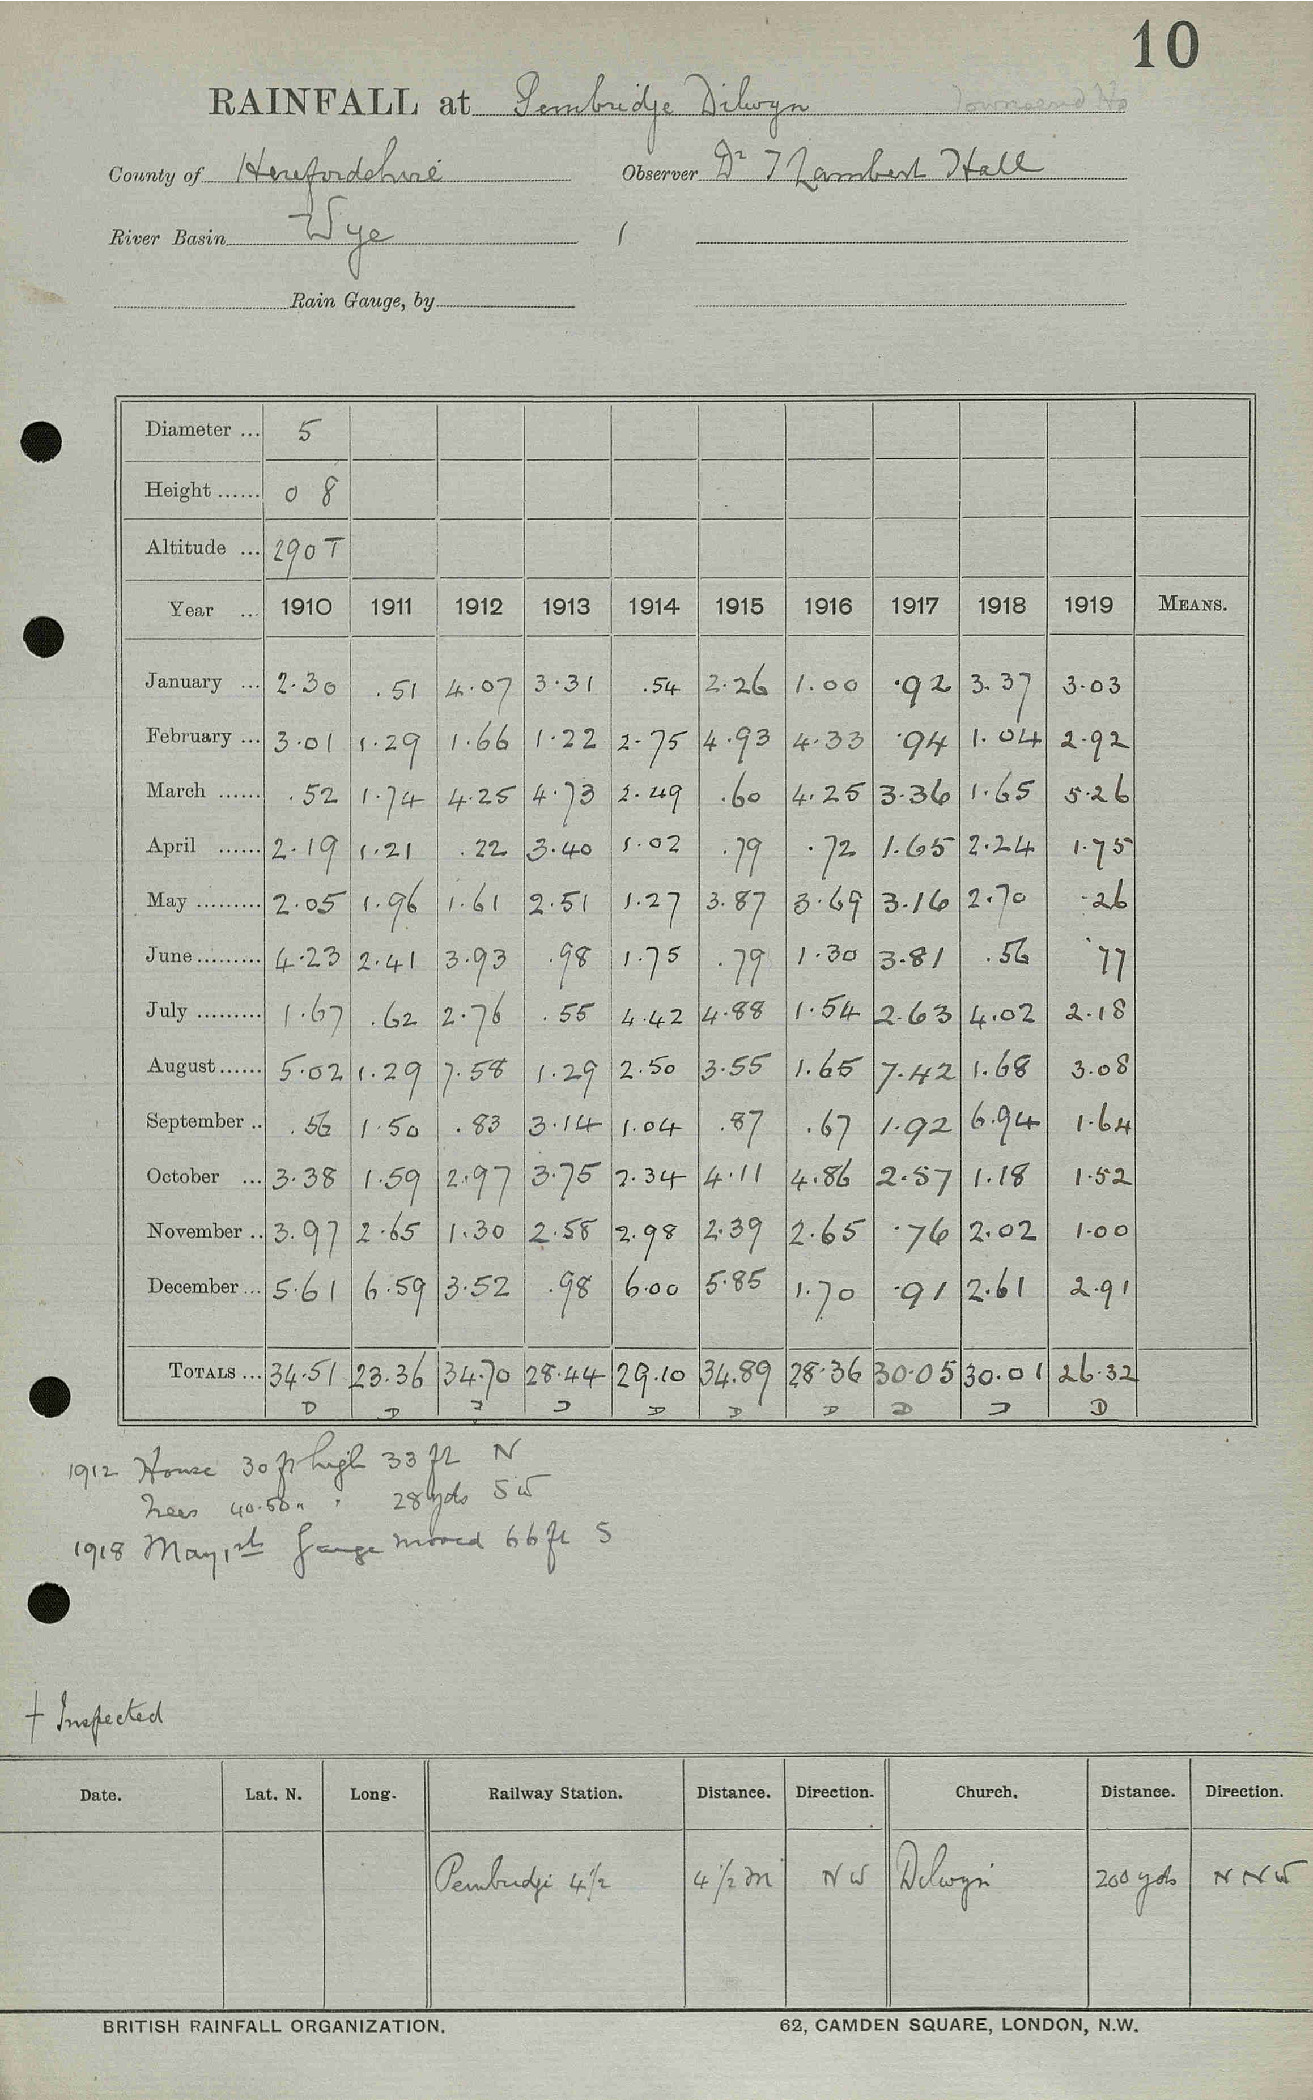 10
RAINFALL at Pembridge Dilwyn Townsend Ho
County of Herefordshire Observer Dr T Lambert Hall
River Basin Wye 1
Rain Gauge, by
Diameter ... 5
Height ...... 0 8
Altitude ... 290 T
Year ... 1910 1911 1912 1913 1914 1915 1916 1917 1918 1919 MEANS.
January ... 2.30 .51 4.07 3.31 .54 2.26 1.00 .92 3.37 3.03
February ... 3.01 1.29 1.66 1.22 2.75 4.93 4.33 .94 1.04 2.92
March ...... .52 1.74 4.25 4.73 2.49 .60 4.25 3.36 1.65 5.26
April ...... 2.19 1.21 .22 3.40 1.02 .79 .72 1.65 2.24 1.75
May ......... 2.05 1.96 1.61 2.51 1.27 3.87 3.69 3.16 2.70 .26
June ......... 4.23 2.41 3.93 .98 1.75 .79 1.30 3.81 .56 .77
July ......... 1.67 .62 2.76 .55 4.42 4.88 1.54 2.63 4.02 2.18
August ...... 5.02 1.29 7.58 1.29 2.50 3.55 1.65 7.42 1.68 3.08
September .. .56 1.50 .83 3.14 1.04 .87 .67 1.92 6.94 1.64
October ... 3.38 1.59 2.97 3.75 2.34 4.11 4.86 2.57 1.18 1.52
November .. 3.97 2.65 1.30 2.58 2.98 2.39 2.65 .76 2.02 1.00
December ... 5.61 6.59 3.52 .98 6.00 5.85 1.70 .91 2.61 2.91
TOTALS ... 34.51 23.36 34.70 28.44 29.10 34.89 28.36 30.05 30.01 26.32
D D D D D D D D D D
1912 House 30 ft high 33 ft N
Trees 40-50 " " 28 yds SW
1918 May 1st Gauge moved 66 ft S
† Inspected
Date. Lat. N. Long. Railway Station. Distance. Direction. Church. Distance. Direction.
Pembridge 4½ 4½ m NW Dilwyn 200 yds NNW
BRITISH RAINFALL ORGANIZATION. 62, CAMDEN SQUARE, LONDON, N.W.